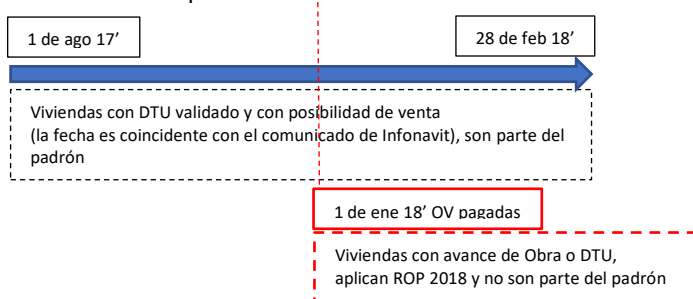 1 de ago 17’
28 de feb 18’
Viviendas con DTU validado y con posibilidad de venta
(la fecha es coincidente con el comunicado de Infonavit), son parte del
padrón
1 de ene 18’ OV pagadas
Viviendas con avance de Obra o DTU,
aplican ROP 2018 y no son parte del padrón